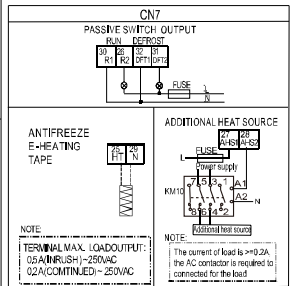 CN7
PASSIVE SWITCH OUTPUT
RUN DEFROST
30 26 32 31
R1 R2 DFT1 DFT2
FUSE
L
N
ANTIFREEZE
E-HEATING
TAPE
25 29
HT N
NOTE:
TERMINAL MAX. LOADOUTPUT:
0,5A(INRUSH)~250VAC
0,2A(COMTINUED)~ 250VAC
ADDITIONAL HEAT SOURCE
27 28
AHS1 AHS2
FUSE
L
Power supply
7 5 3 1 A1
KM10
A2 N
8 6 4 2
Additional heat source
NOTE:
The current of load is >=0.2A,
the AC contactor is required to
connected for the load